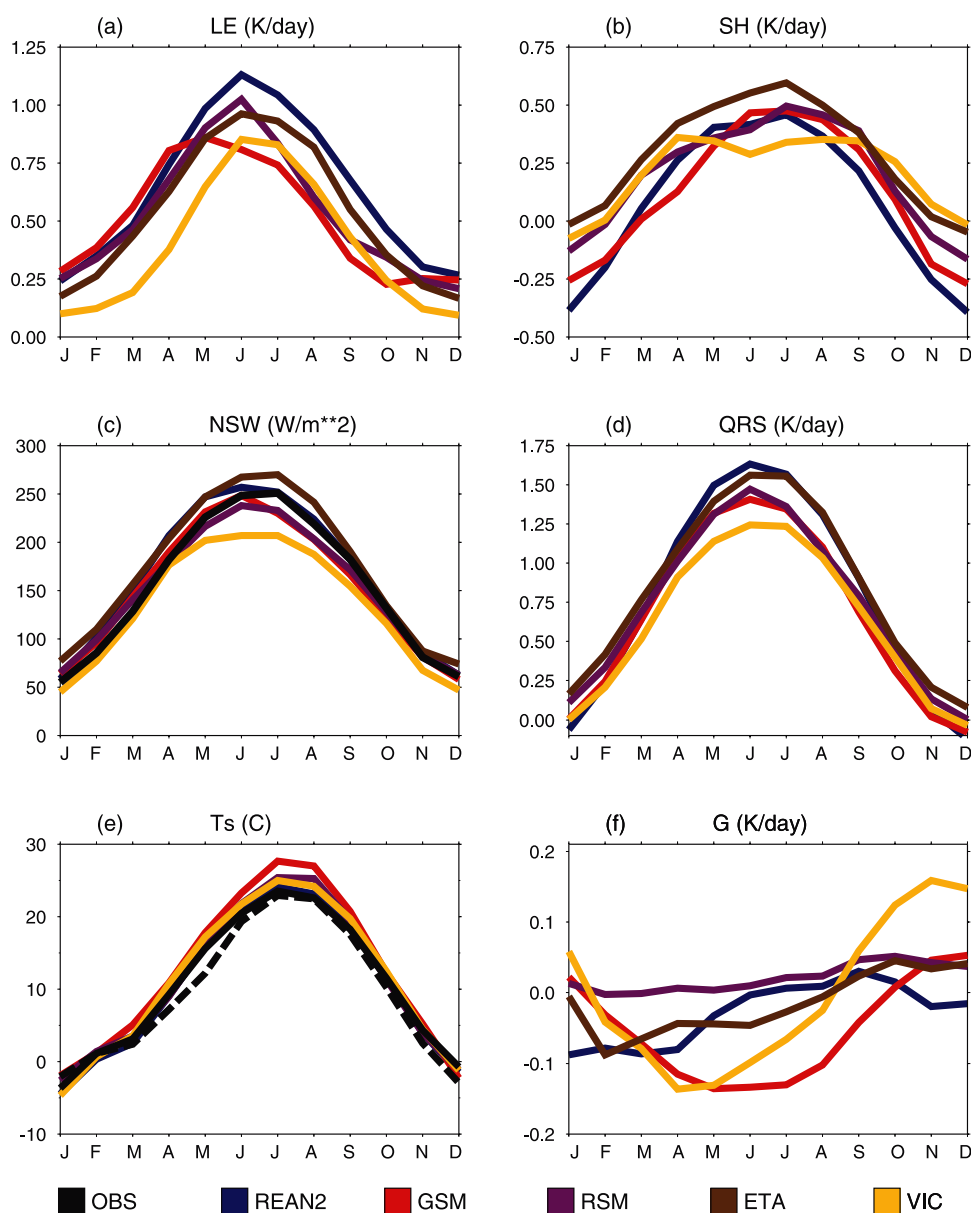 (a) LE (K/day)
1.25
1.00
0.75
0.50
0.25
0.00
J F M A M J J A S O N D
(b) SH (K/day)
0.75
0.50
0.25
0.00
-0.25
-0.50
J F M A M J J A S O N D
(c) NSW (W/m**2)
300
250
200
150
100
50
0
J F M A M J J A S O N D
(d) QRS (K/day)
1.75
1.50
1.25
1.00
0.75
0.50
0.25
0.00
J F M A M J J A S O N D
(e) Ts (C)
30
20
10
0
-10
J F M A M J J A S O N D
(f) G (K/day)
0.2
0.1
0.0
-0.1
-0.2
J F M A M J J A S O N D
OBS REAN2 GSM RSM ETA VIC